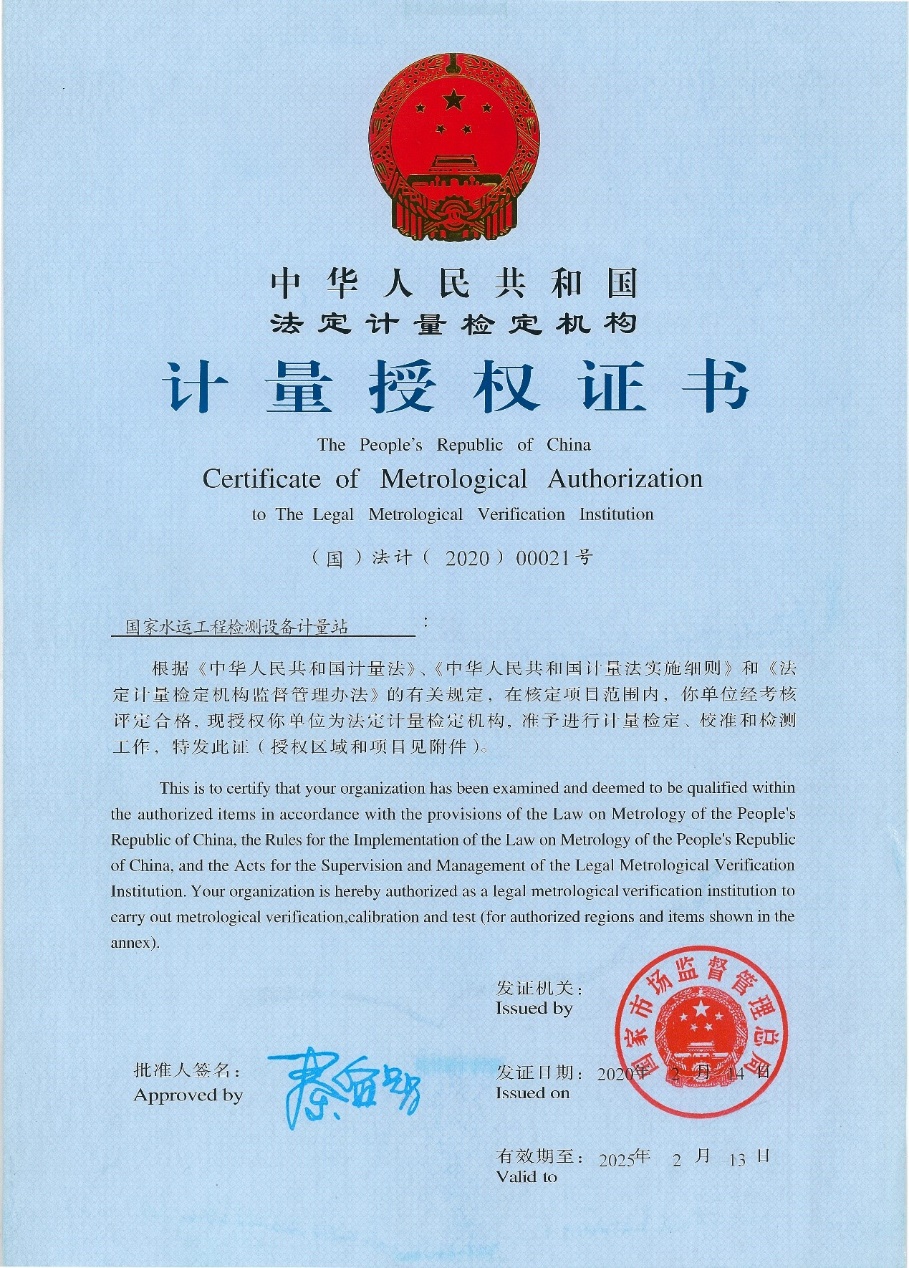 中华人民共和国
法定计量检定机构
计量授权证书
The People's Republic of China
Certificate of Metrological Authorization
to The Legal Metrological Verification Institution
（国）法计（2020）00021号
国家水运工程检测设备计量站：
根据《中华人民共和国计量法》、《中华人民共和国计量法实施细则》和《法
定计量检定机构监督管理办法》的有关规定，在核定项目范围内，你单位经考核
评定合格，现授权你单位为法定计量检定机构，准予进行计量检定、校准和检测
工作，特发此证（授权区域和项目见附件）。
This is to certify that your organization has been examined and deemed to be qualified within
the authorized items in accordance with the provisions of the Law on Metrology of the People's
Republic of China, the Rules for the Implementation of the Law on Metrology of the People's Republic
of China, and the Acts for the Supervision and Management of the Legal Metrological Verification
Institution. Your organization is hereby authorized as a legal metrological verification institution to
carry out metrological verification,calibration and test (for authorized regions and items shown in the
annex).
发证机关：
Issued by
国家市场监督管理总局
批准人签名：
Approved by
发证日期：2020年 2 月 14 日
Issued on
有效期至：2025年 2 月 13 日
Valid to